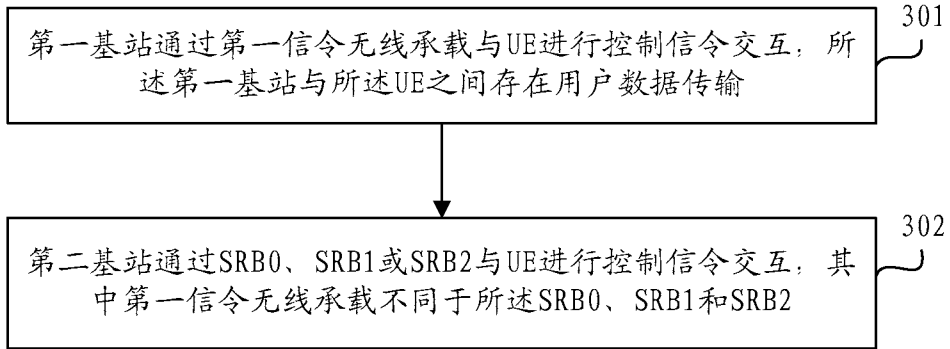 301
第一基站通过第一信令无线承载与UE进行控制信令交互，所
述第一基站与所述UE之间存在用户数据传输
302
第二基站通过SRB0、SRB1或SRB2与UE进行控制信令交互，其
中第一信令无线承载不同于所述SRB0、SRB1和SRB2